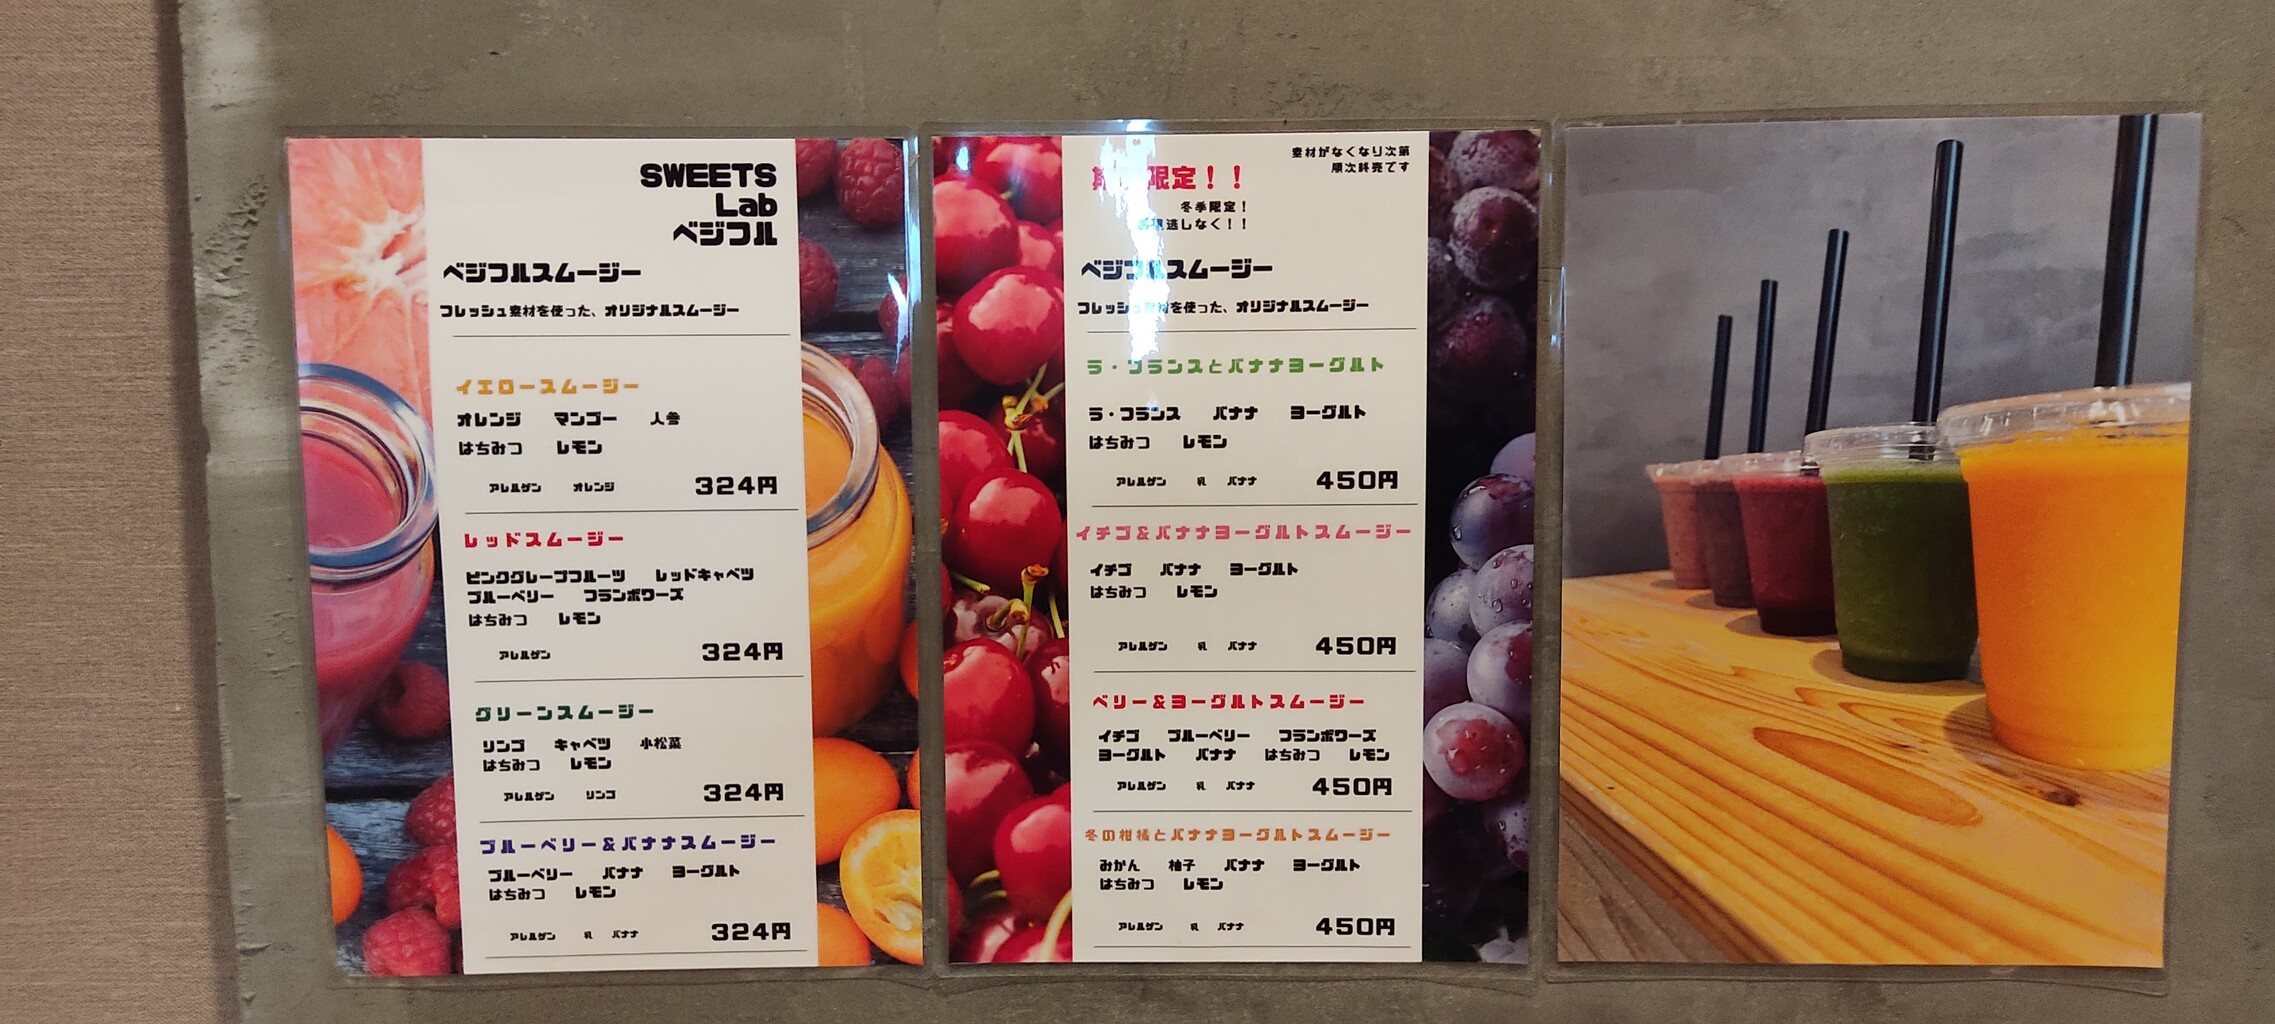 SWEETS
Lab
ベジフル
ベジフルスムージー
フレッシュ素材を使った、オリジナルスムージー
イエロースムージー
オレンジ マンゴー 人参
はちみつ レモン
アレルゲン オレンジ 324円
レッドスムージー
ピンクグレープフルーツ レッドキャベツ
ブルーベリー フランボワーズ
はちみつ レモン
アレルゲン 324円
グリーンスムージー
リンゴ キャベツ 小松菜
はちみつ レモン
アレルゲン リンゴ 324円
ブルーベリー&バナナスムージー
ブルーベリー バナナ ヨーグルト
はちみつ レモン
アレルゲン 乳 バナナ 324円
素材がなくなり次第
順次終売です
限定！！
冬季限定！
逃しなく！！
ベジフルスムージー
フレッシュ素材を使った、オリジナルスムージー
ラ・フランスとバナナヨーグルト
ラ・フランス バナナ ヨーグルト
はちみつ レモン
アレルゲン 乳 バナナ 450円
イチゴ&バナナヨーグルトスムージー
イチゴ バナナ ヨーグルト
はちみつ レモン
アレルゲン 乳 バナナ 450円
ベリー&ヨーグルトスムージー
イチゴ ブルーベリー フランボワーズ
ヨーグルト バナナ はちみつ レモン
アレルゲン 乳 バナナ 450円
冬の柑橘とバナナヨーグルトスムージー
みかん 柚子 バナナ ヨーグルト
はちみつ レモン
アレルゲン 乳 バナナ 450円